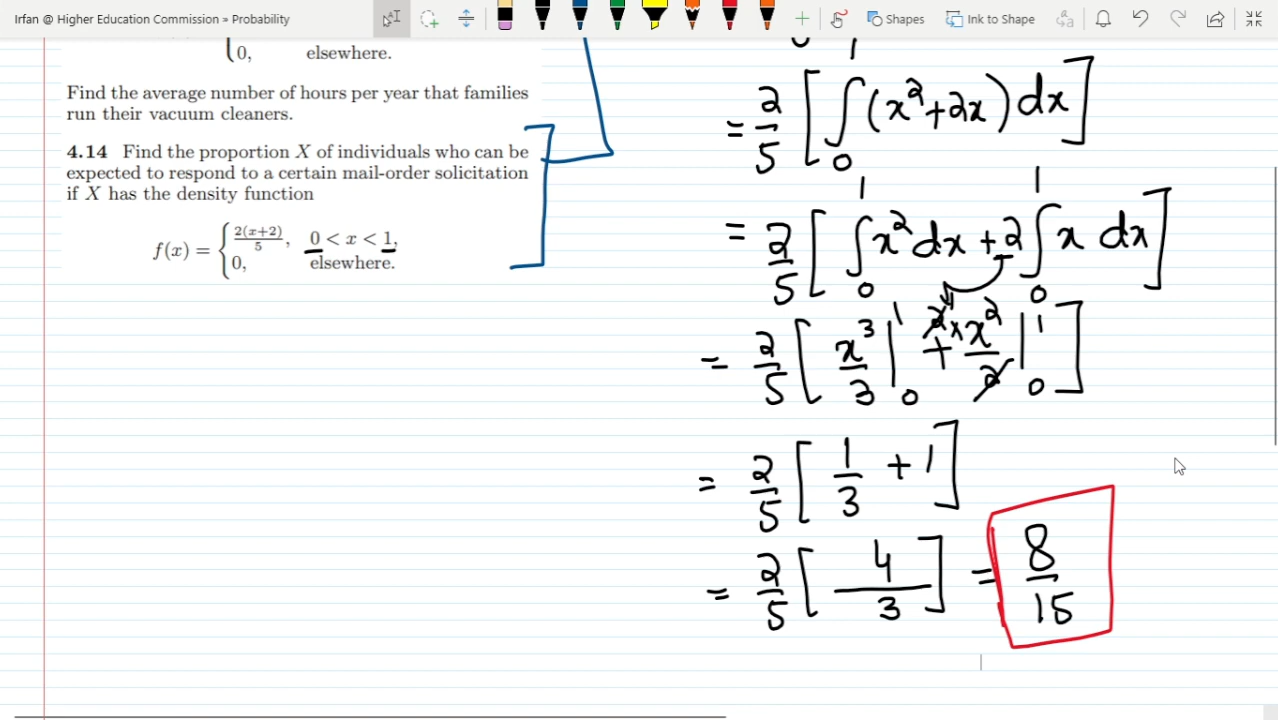 Irfan @ Higher Education Commission » Probability
Shapes
Ink to Shape
0, elsewhere.
Find the average number of hours per year that families
run their vacuum cleaners.
4.14 Find the proportion X of individuals who can be
expected to respond to a certain mail-order solicitation
if X has the density function
f(x) = { 2(x+2)/5, 0 < x < 1,
0, elsewhere.
= 2/5 [ ∫₀¹ (x²+2x) dx ]
= 2/5 [ ∫₀¹ x² dx + 2 ∫₀¹ x dx ]
= 2/5 [ x³/3 |₀¹ + 2 × x²/2 |₀¹ ]
= 2/5 [ 1/3 + 1 ]
= 2/5 [ 4/3 ] = 8/15